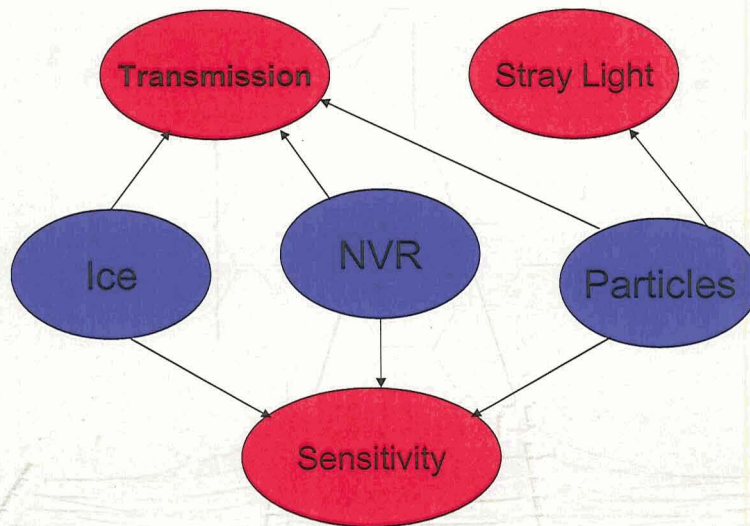 Transmission
Stray Light
Ice
NVR
Particles
Sensitivity